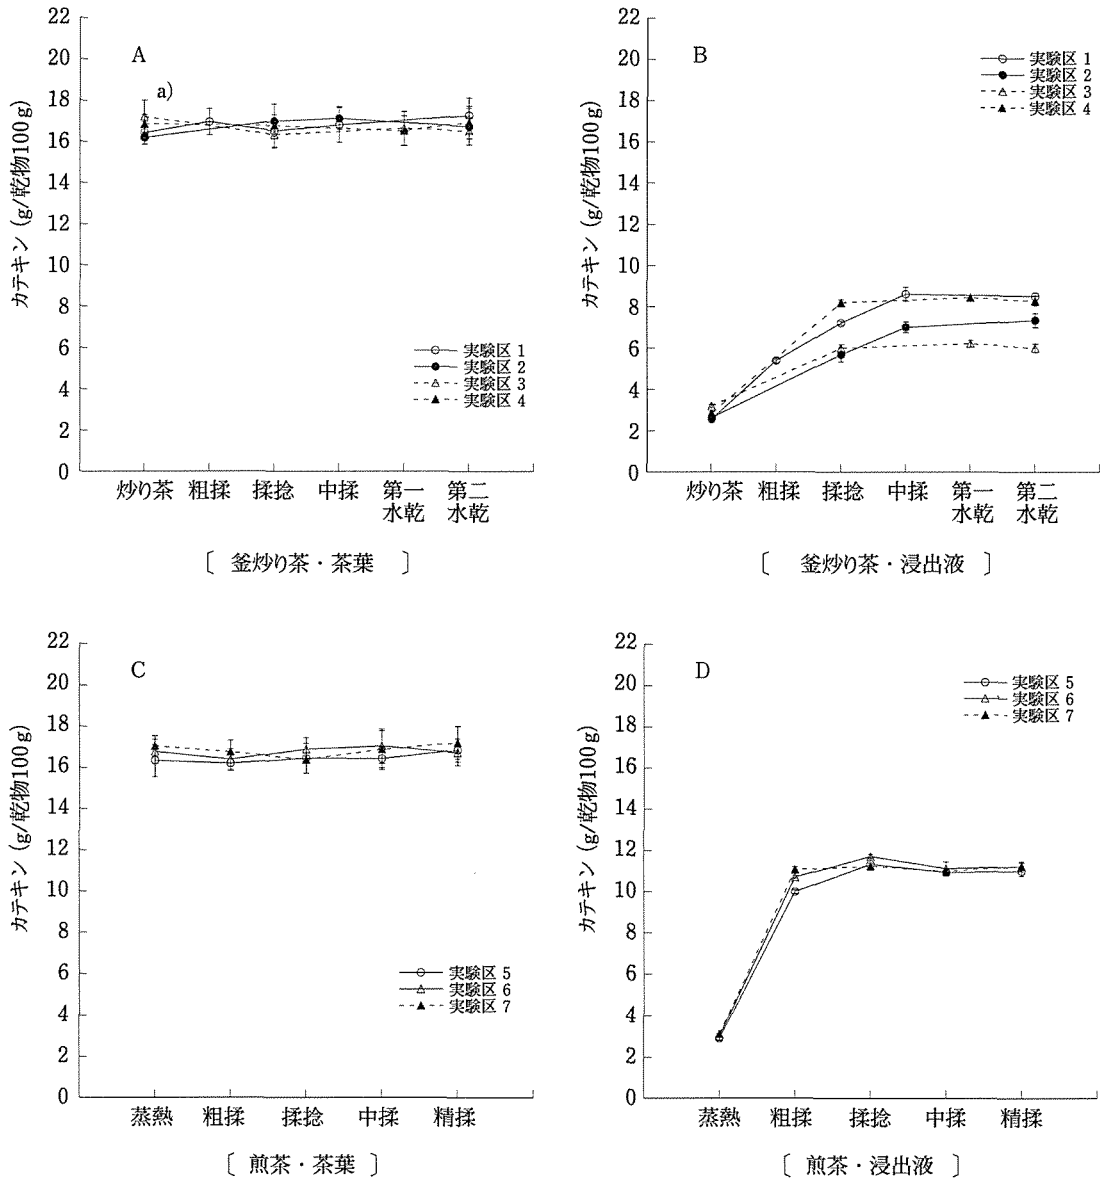 A
a)
カテキン (g/乾物100g)
22
20
18
16
14
12
10
8
6
4
2
0
実験区 1
実験区 2
実験区 3
実験区 4
炒り茶 粗揉 揉捻 中揉 第一水乾 第二水乾
〔 釜炒り茶・茶葉 〕
B
カテキン (g/乾物100g)
22
20
18
16
14
12
10
8
6
4
2
0
実験区 1
実験区 2
実験区 3
実験区 4
炒り茶 粗揉 揉捻 中揉 第一水乾 第二水乾
〔 釜炒り茶・浸出液 〕
C
カテキン (g/乾物100g)
22
20
18
16
14
12
10
8
6
4
2
0
実験区 5
実験区 6
実験区 7
蒸熱 粗揉 揉捻 中揉 精揉
〔 煎茶・茶葉 〕
D
カテキン (g/乾物100g)
22
20
18
16
14
12
10
8
6
4
2
0
実験区 5
実験区 6
実験区 7
蒸熱 粗揉 揉捻 中揉 精揉
〔 煎茶・浸出液 〕